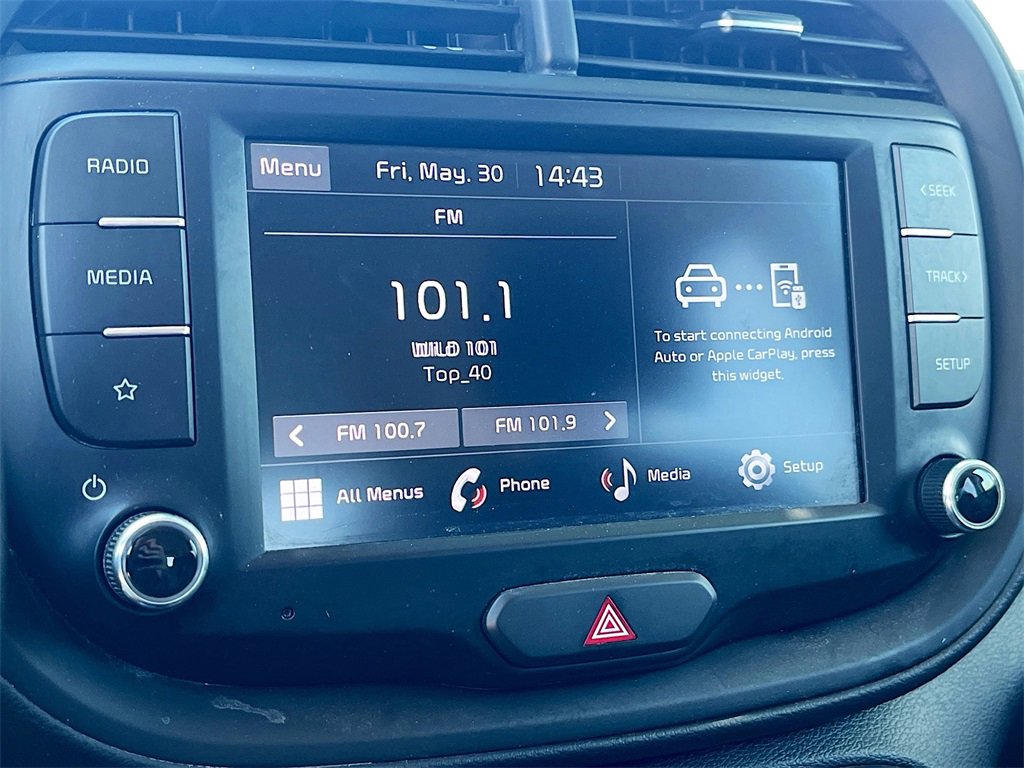 RADIO
MEDIA
Menu
Fri, May. 30
14:43
FM
101.1
WILD 101
Top_40
FM 100.7
FM 101.9
To start connecting Android
Auto or Apple CarPlay, press
this widget.
All Menus
Phone
Media
Setup
SEEK
TRACK
SETUP